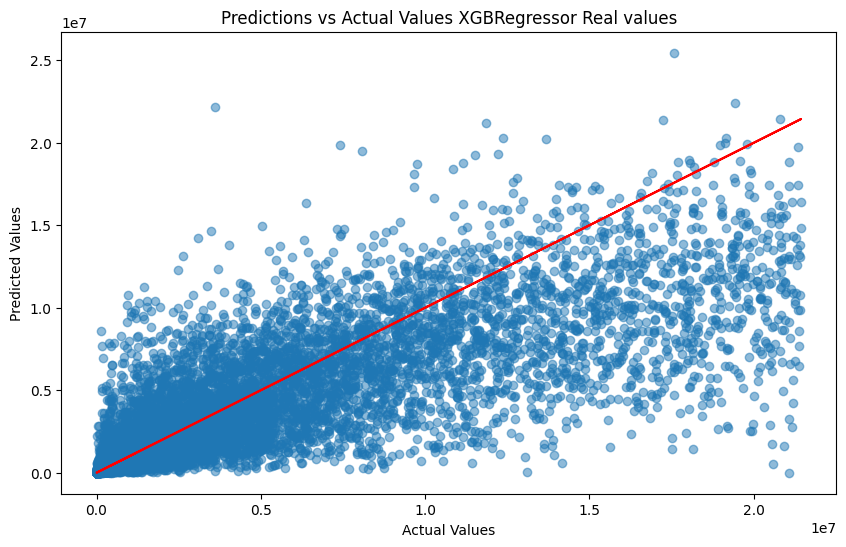 Predictions vs Actual Values XGBRegressor Real values
1e7
2.5
2.0
1.5
1.0
0.5
0.0
Predicted Values
0.0 0.5 1.0 1.5 2.0
1e7
Actual Values